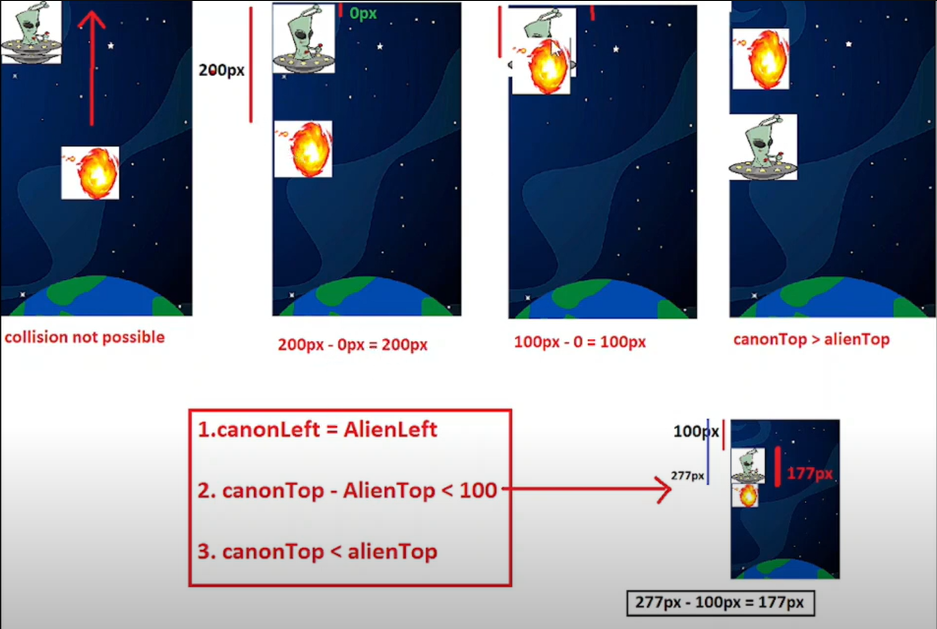 0px
200px
collision not possible
200px - 0px = 200px
100px - 0 = 100px
canonTop > alienTop
1.canonLeft = AlienLeft
2. canonTop - AlienTop < 100
3. canonTop < alienTop
100px
277px
177px
277px - 100px = 177px